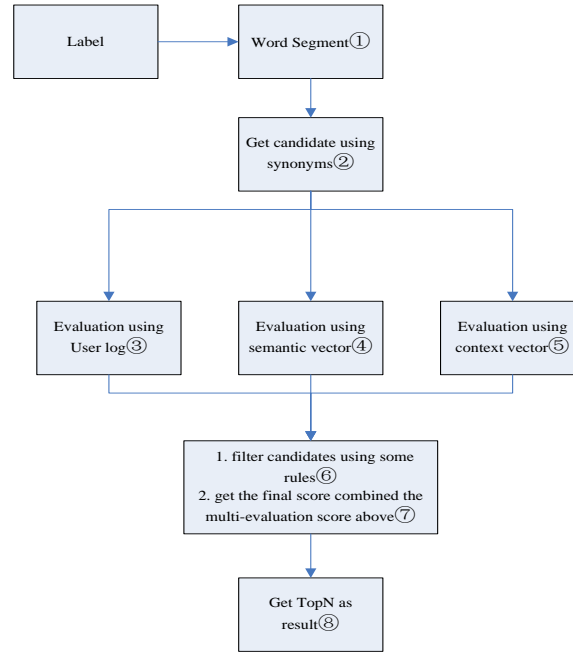 Label
Word Segment①
Get candidate using
synonyms②
Evaluation using
User log③
Evaluation using
semantic vector④
Evaluation using
context vector⑤
1. filter candidates using some
rules⑥
2. get the final score combined the
multi-evaluation score above⑦
Get TopN as
result⑧